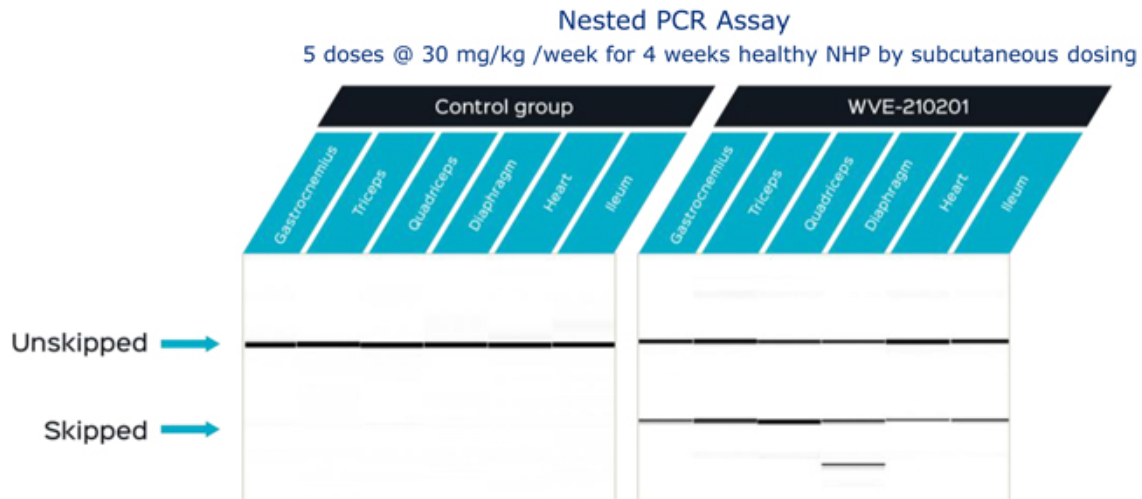 Nested PCR Assay
5 doses @ 30 mg/kg /week for 4 weeks healthy NHP by subcutaneous dosing
Control group
WVE-210201
Gastrocnemius
Triceps
Quadriceps
Diaphragm
Heart
Ileum
Gastrocnemius
Triceps
Quadriceps
Diaphragm
Heart
Ileum
Unskipped
Skipped